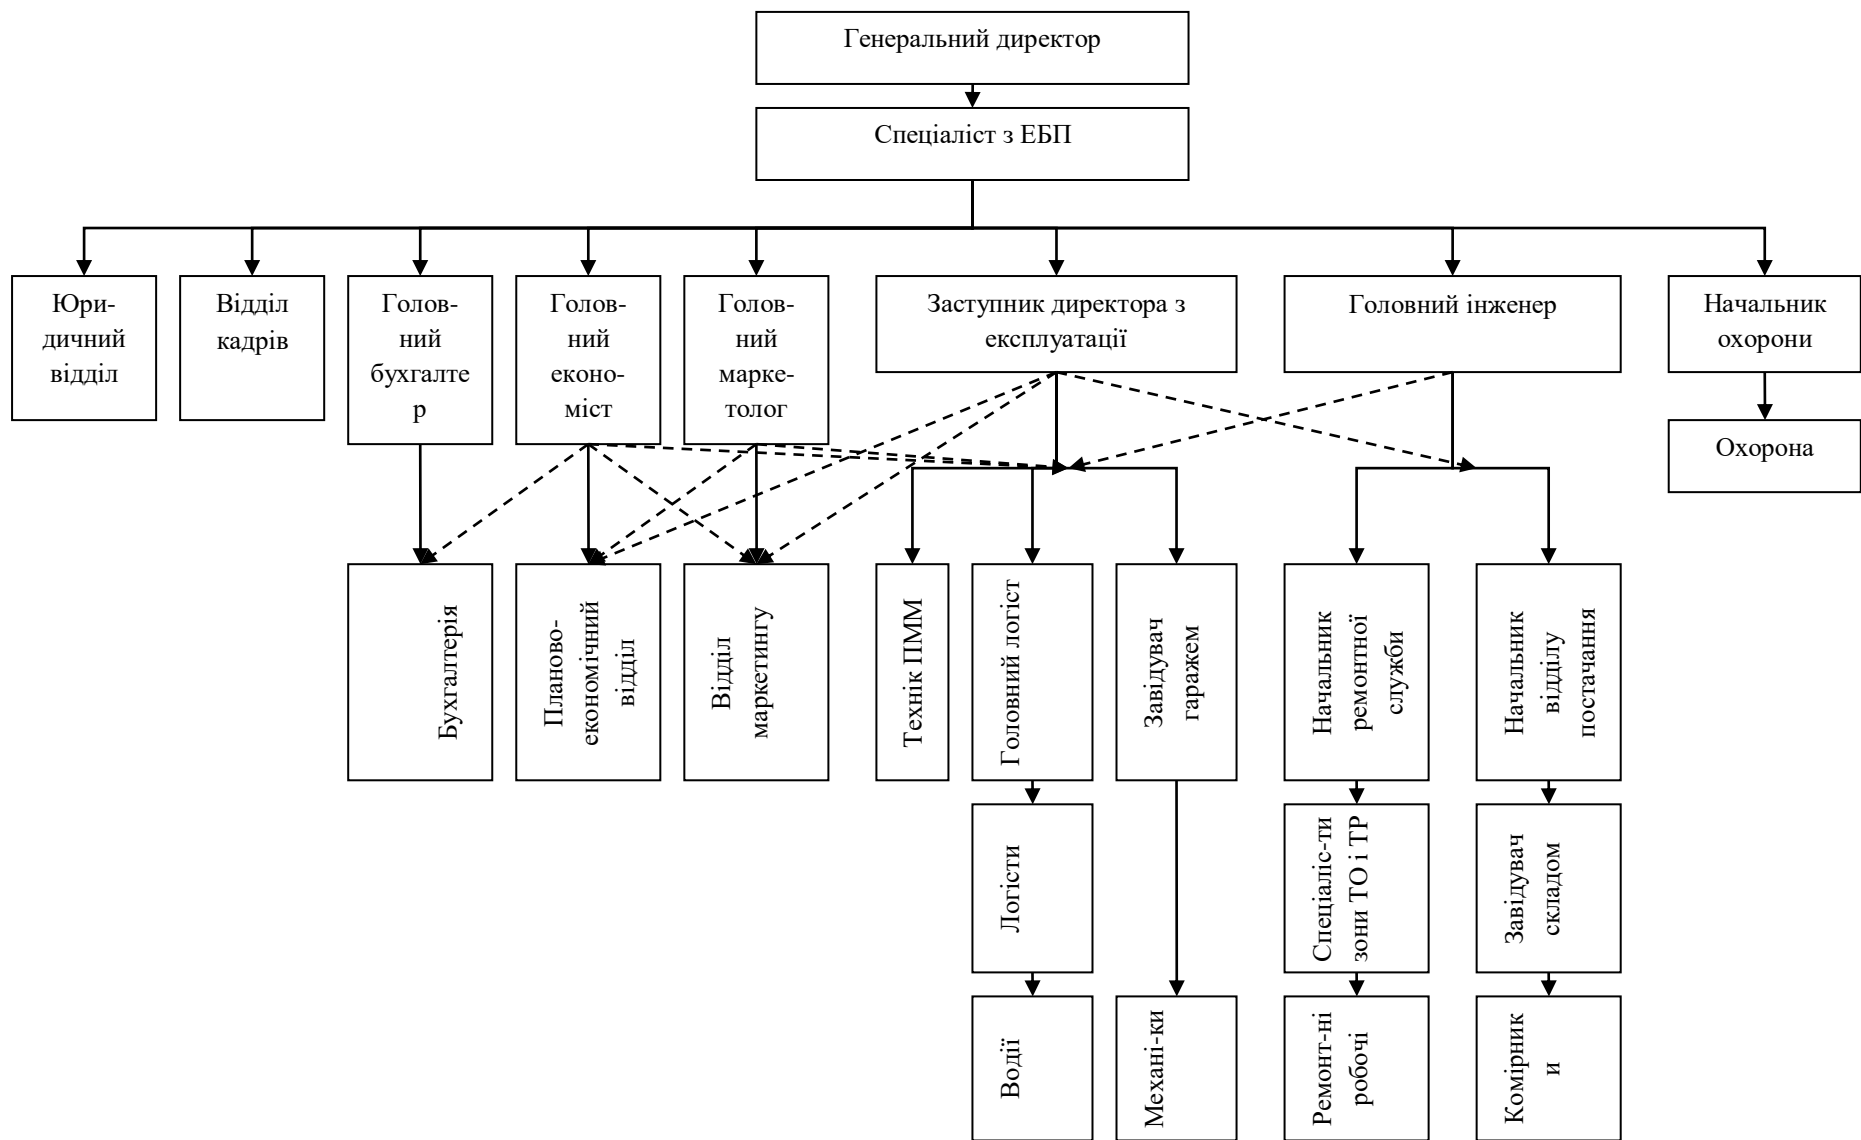 Генеральний директор
Спеціаліст з ЕБП
Юри-
дичний
відділ
Відділ
кадрів
Голов-
ний
бухгалте
р
Голов-
ний
еконо-
міст
Голов-
ний
марке-
толог
Заступник директора з
експлуатації
Головний інженер
Начальник
охорони
Охорона
Бухгалтерія
Планово-
економічний
відділ
Відділ
маркетингу
Технік ПММ
Головний логіст
Завідувач
гаражем
Начальник
ремонтної
служби
Начальник
відділу
постачання
Логісти
Спеціаліс-ти
зони ТО і ТР
Завідувач
складом
Водії
Механі-ки
Ремонт-ні
робочі
Комірник
и